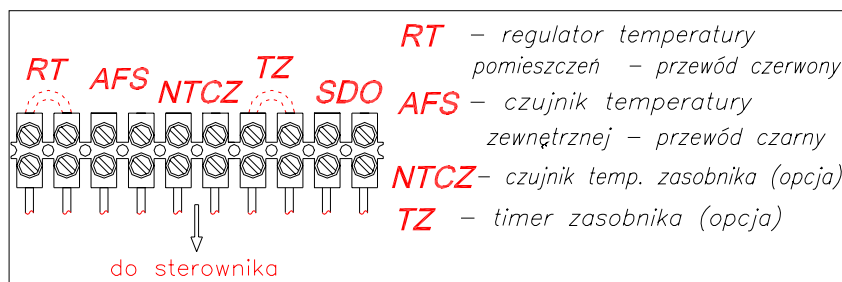 RT AFS NTCZ TZ SDO
do sterownika
RT – regulator temperatury
pomieszczeń – przewód czerwony
AFS – czujnik temperatury
zewnętrznej – przewód czarny
NTCZ – czujnik temp. zasobnika (opcja)
TZ – timer zasobnika (opcja)